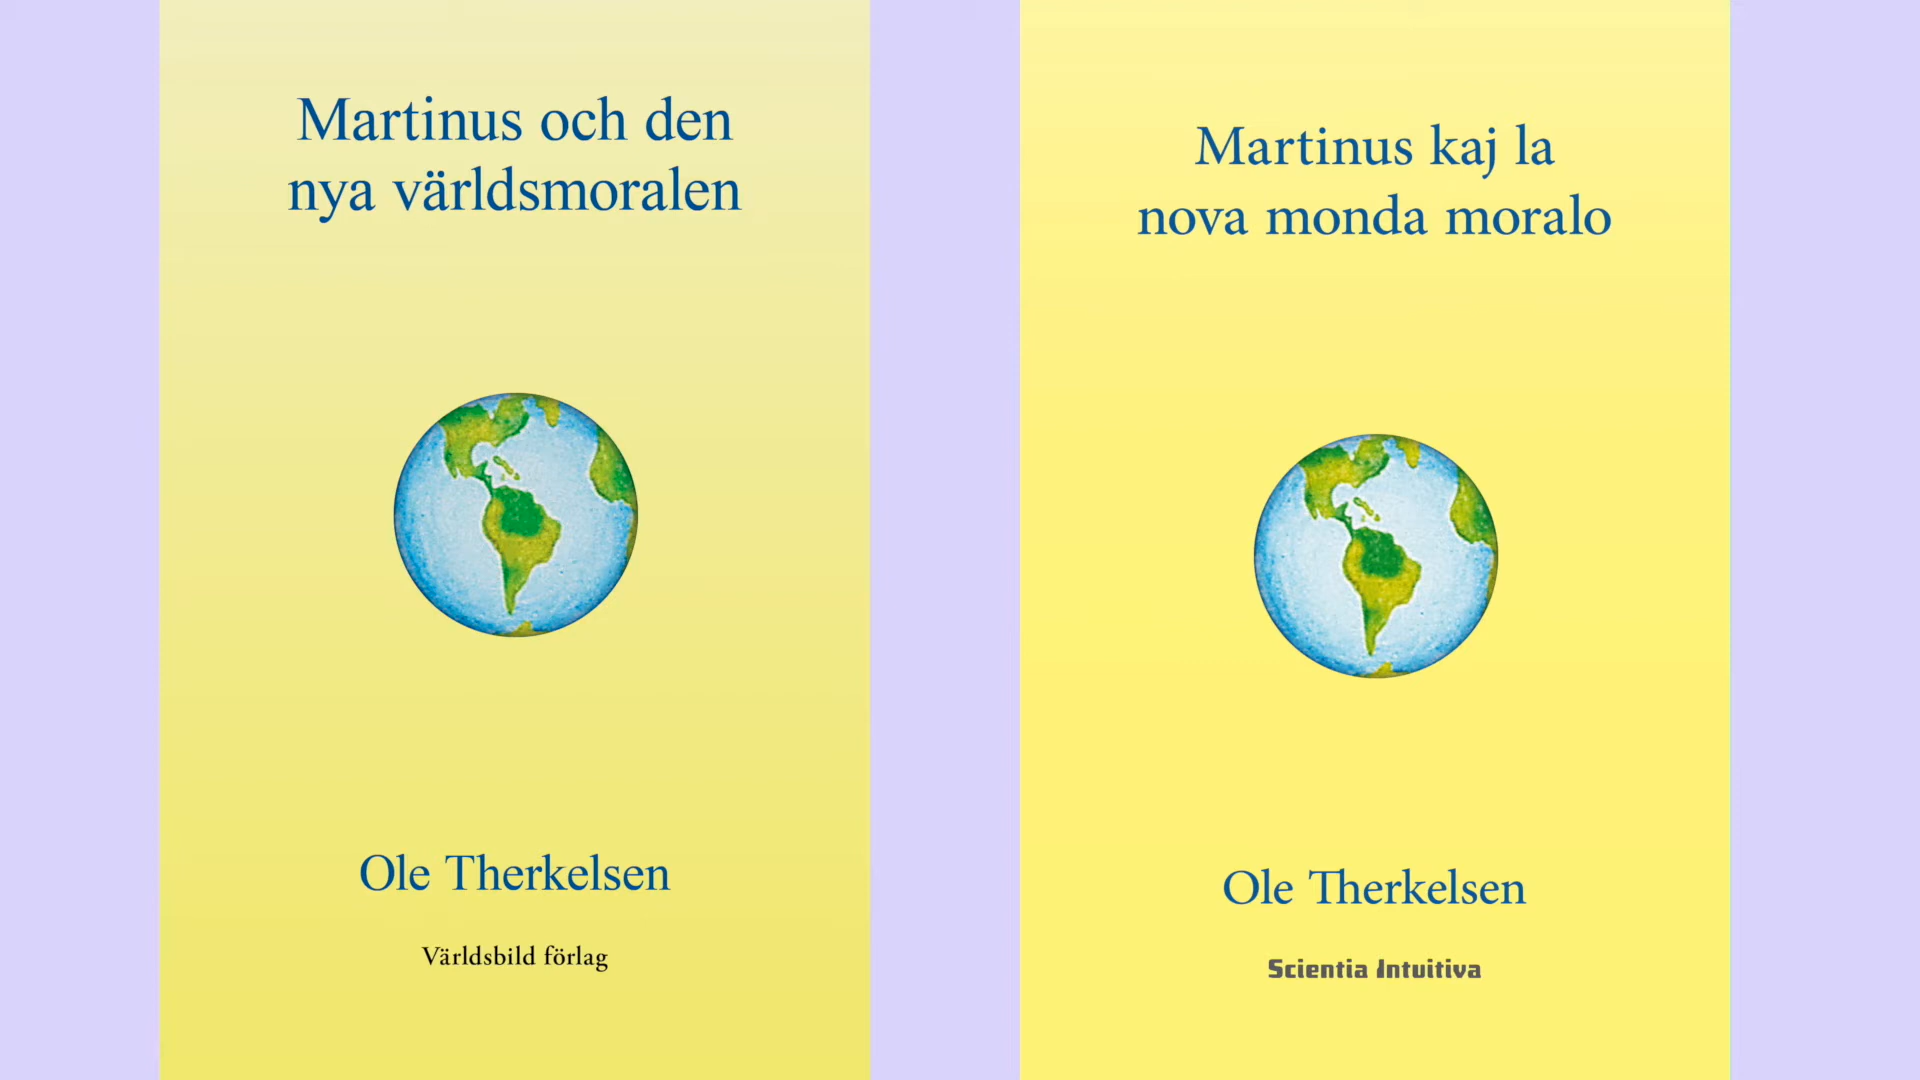 Martinus och den
nya världsmoralen
Ole Therkelsen
Världsbild förlag
Martinus kaj la
nova monda moralo
Ole Therkelsen
Scientia Intuitiva